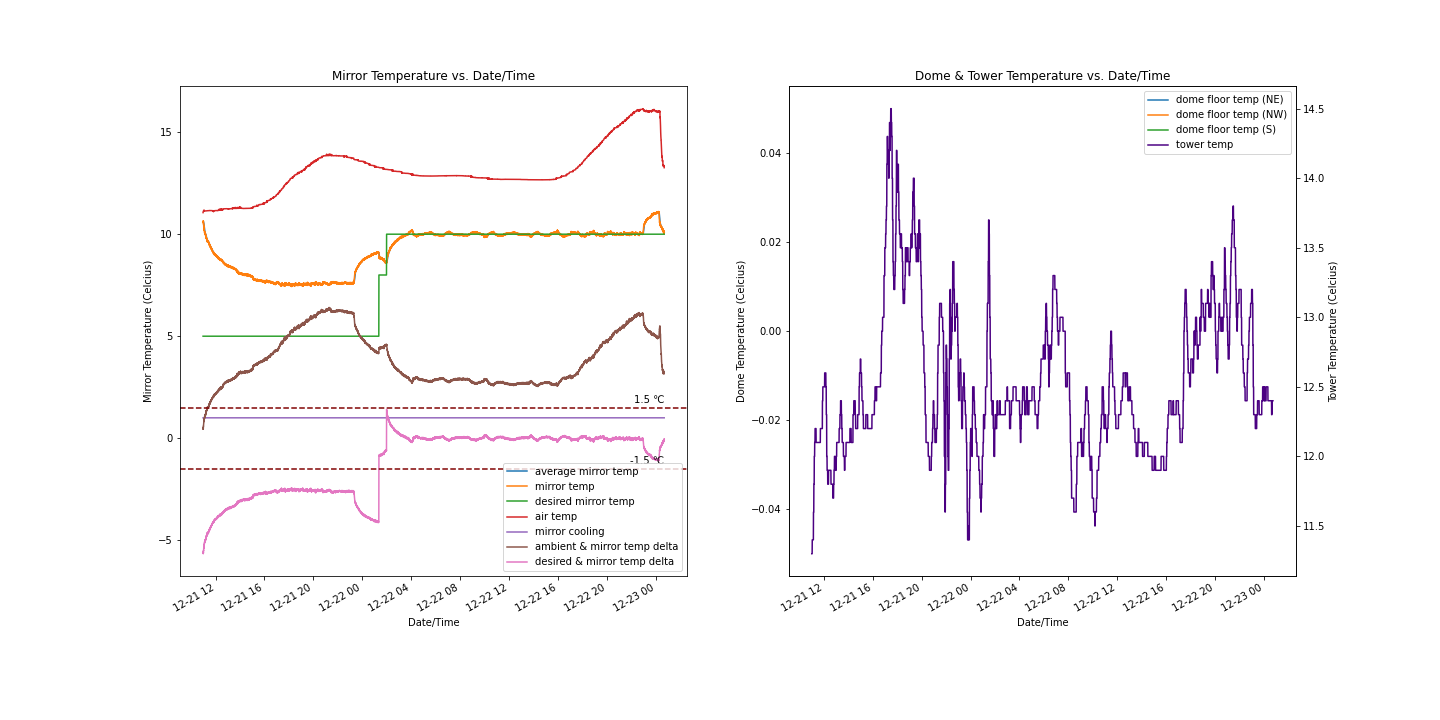 Mirror Temperature vs. Date/Time
Mirror Temperature (Celcius)
15
10
5
0
−5
1.5 °C
-1.5 °C
average mirror temp
mirror temp
desired mirror temp
air temp
mirror cooling
ambient & mirror temp delta
desired & mirror temp delta
12-21 12
12-21 16
12-21 20
12-22 00
12-22 04
12-22 08
12-22 12
12-22 16
12-22 20
12-23 00
Date/Time
Dome & Tower Temperature vs. Date/Time
Dome Temperature (Celcius)
0.04
0.02
0.00
−0.02
−0.04
dome floor temp (NE)
dome floor temp (NW)
dome floor temp (S)
tower temp
14.5
14.0
13.5
13.0
12.5
12.0
11.5
Tower Temperature (Celcius)
12-21 12
12-21 16
12-21 20
12-22 00
12-22 04
12-22 08
12-22 12
12-22 16
12-22 20
12-23 00
Date/Time